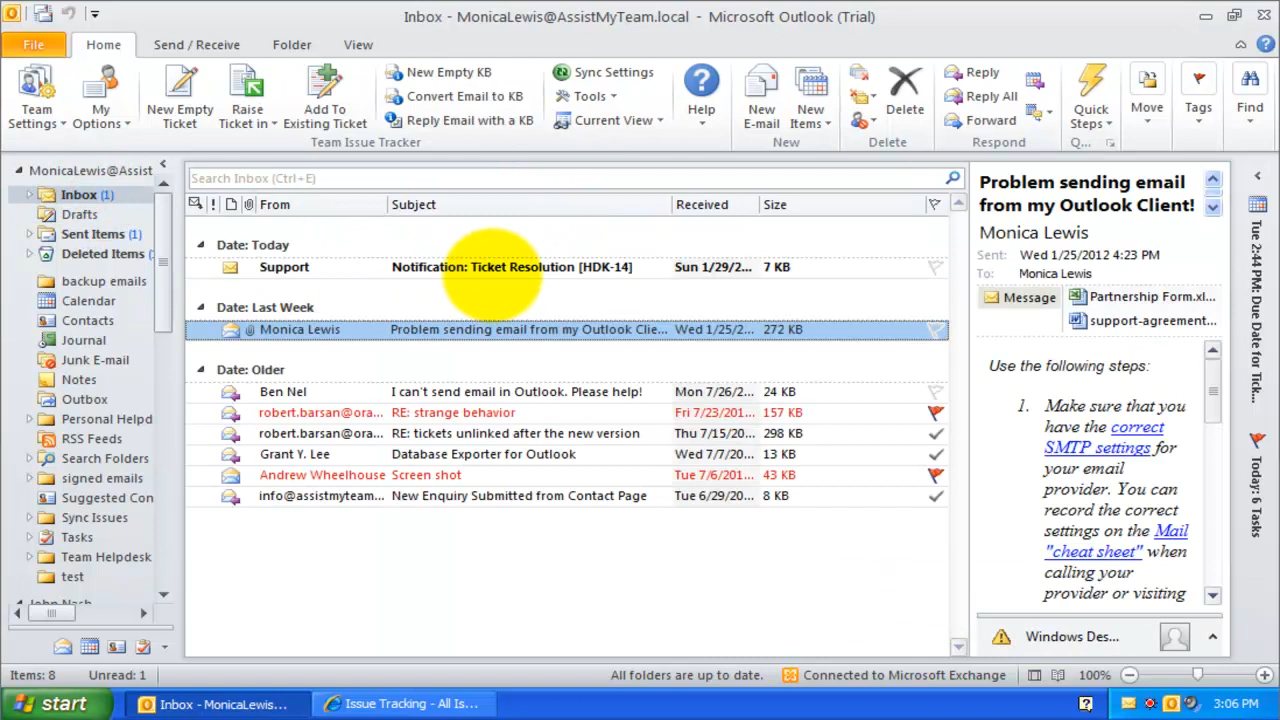 Inbox - MonicaLewis@AssistMyTeam.local - Microsoft Outlook (Trial)
File Home Send / Receive Folder View
Team Settings
My Options
New Empty Ticket
Raise Ticket in
Add To Existing Ticket
New Empty KB
Convert Email to KB
Reply Email with a KB
Sync Settings
Tools
Current View
Help
New E-mail
New Items
Delete
Reply
Reply All
Forward
Quick Steps
Move
Tags
Find
Team Issue Tracker
New
Delete
Respond
Q...
MonicaLewis@Assist
Inbox (1)
Drafts
Sent Items (1)
Deleted Items (
backup emails
Calendar
Contacts
Journal
Junk E-mail
Notes
Outbox
Personal Helpd
RSS Feeds
Search Folders
signed emails
Suggested Con
Sync Issues
Tasks
Team Helpdesk
test
Search Inbox (Ctrl+E)
! From Subject Received Size
Date: Today
Support Notification: Ticket Resolution [HDK-14] Sun 1/29/2... 7 KB
Date: Last Week
Monica Lewis Problem sending email from my Outlook Clie... Wed 1/25/2... 272 KB
Date: Older
Ben Nel I can't send email in Outlook. Please help! Mon 7/26/2... 24 KB
robert.barsan@ora... RE: strange behavior Fri 7/23/201... 157 KB
robert.barsan@ora... RE: tickets unlinked after the new version Thu 7/15/20... 298 KB
Grant Y. Lee Database Reporter for Outlook Wed 7/7/20... 13 KB
Andrew Wheelhouse Screen shot Tue 7/6/201... 43 KB
info@assistmyteam... New Enquiry Submitted from Contact Page Tue 6/29/20... 8 KB
Problem sending email
from my Outlook Client!
Monica Lewis
Sent: Wed 1/25/2012 4:23 PM
To: Monica Lewis
Message
Partnership Form.xl...
support-agreement...
Use the following steps:
1. Make sure that you
have the correct
SMTP settings for
your email
provider. You can
record the correct
settings on the Mail
"cheat sheet" when
calling your
provider or visiting
Windows Des...
Tue 2:44 PM: Due Date for Tick...
Today: 6 Tasks
Items: 8 Unread: 1
All folders are up to date. Connected to Microsoft Exchange 100%
start
Inbox - MonicaLewis...
Issue Tracking - All Is...
3:06 PM